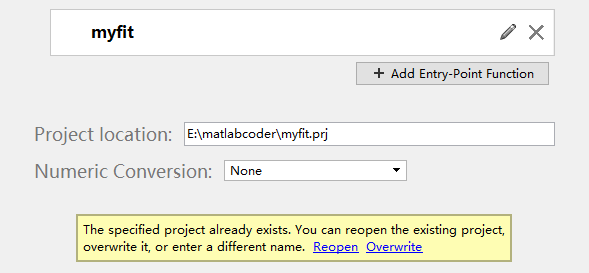 myfit
+ Add Entry-Point Function
Project location: E:\matlabcoder\myfit.prj
Numeric Conversion: None
The specified project already exists. You can reopen the existing project,
overwrite it, or enter a different name. Reopen Overwrite